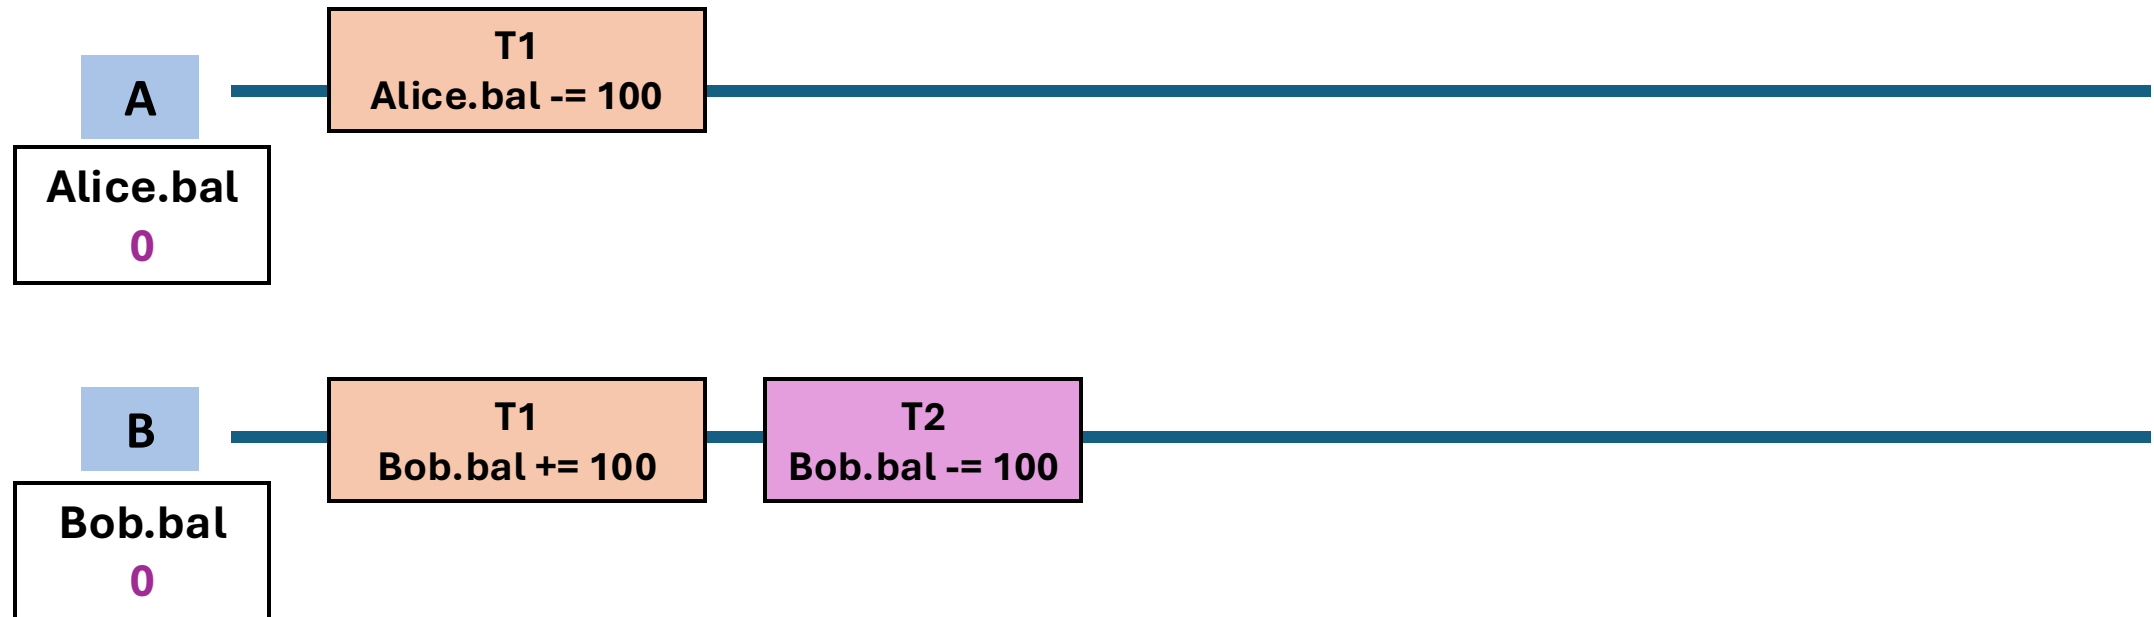 A
T1
Alice.bal -= 100
Alice.bal
0
B
T1
Bob.bal += 100
T2
Bob.bal -= 100
Bob.bal
0